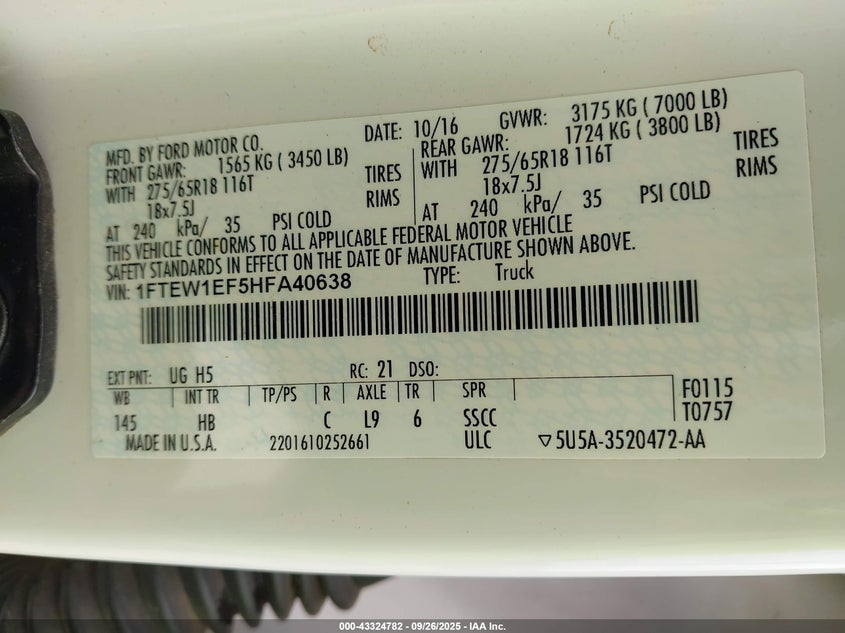 MFD. BY FORD MOTOR CO. DATE: 10/16 GVWR: 3175 KG ( 7000 LB)
FRONT GAWR: 1565 KG ( 3450 LB) REAR GAWR: 1724 KG ( 3800 LB)
WITH 275/65R18 116T TIRES WITH 275/65R18 116T TIRES
18x7.5J RIMS 18x7.5J RIMS
AT 240 kPa/ 35 PSI COLD AT 240 kPa/ 35 PSI COLD
THIS VEHICLE CONFORMS TO ALL APPLICABLE FEDERAL MOTOR VEHICLE
SAFETY STANDARDS IN EFFECT ON THE DATE OF MANUFACTURE SHOWN ABOVE.
VIN: 1FTEW1EF5HFA40638 TYPE: Truck
EXT PNT: UG H5 RC: 21 DSO:
WB INT TR TP/PS R AXLE TR SPR F0115
145 HB C L9 6 SSCC T0757
MADE IN U.S.A. 2201610252661 ULC ▽5U5A-3520472-AA
000-43324782 - 09/26/2025 - IAA Inc.